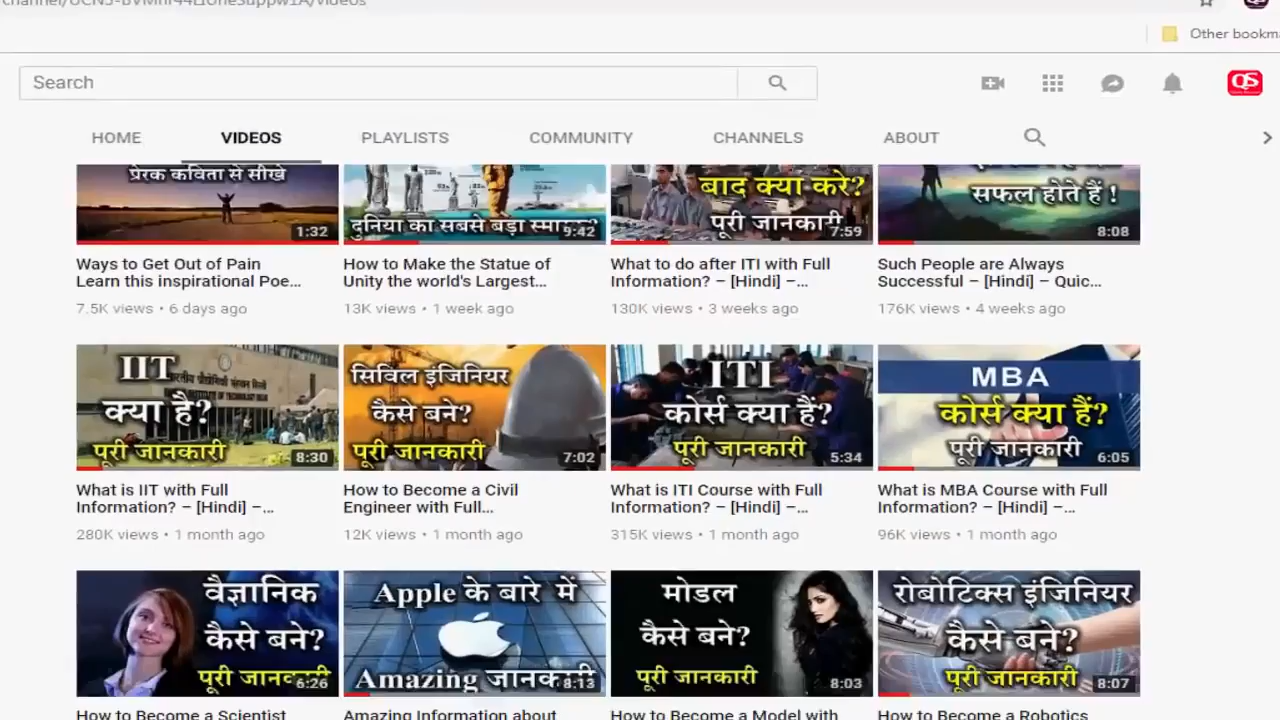 Other bookma
Search
QS
HOME
VIDEOS
PLAYLISTS
COMMUNITY
CHANNELS
ABOUT
प्रेरक कविता से सीखे
1:32
दुनिया का सबसे बड़ा
9:42
बाद क्या करे?
पूरी जानकारी
7:59
सफल होते हैं !
8:08
Ways to Get Out of Pain
Learn this inspirational Poe...
7.5K views • 6 days ago
How to Make the Statue of
Unity the world's Largest...
13K views • 1 week ago
What to do after ITI with Full
Information? – [Hindi] –...
130K views • 3 weeks ago
Such People are Always
Successful – [Hindi] – Quic...
176K views • 4 weeks ago
IIT
क्या है?
पूरी जानकारी
8:30
सिविल इंजिनियर
कैसे बने?
पूरी जानकारी
7:02
ITI
कोर्स क्या हैं?
पूरी जानकारी
5:34
MBA
कोर्स क्या हैं?
पूरी जानकारी
6:05
What is IIT with Full
Information? – [Hindi] –...
280K views • 1 month ago
How to Become a Civil
Engineer with Full...
12K views • 1 month ago
What is ITI Course with Full
Information? – [Hindi] –...
315K views • 1 month ago
What is MBA Course with Full
Information? – [Hindi] –...
96K views • 1 month ago
वैज्ञानिक
कैसे बने?
पूरी
6:26
Apple के बारे में
Amazing
8:13
मोडल
कैसे बने?
पूरी जानकारी
8:03
रोबोटिक्स इंजिनियर
कैसे बने?
पूरी जानकारी
8:07
How to Become a Scientist
Amazing Information about
How to Become a Model with
How to Become a Robotics